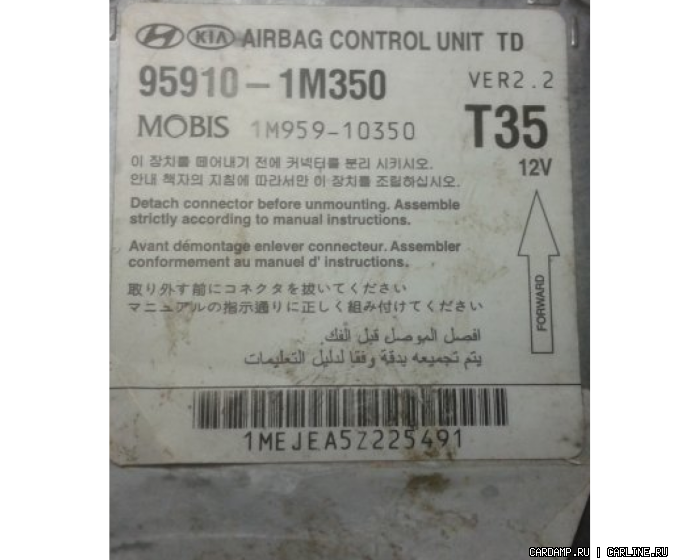 KIA AIRBAG CONTROL UNIT TD
95910-1M350 VER2.2
MOBIS 1M959-10350 T35
12V
이 장치를 떼어내기 전에 커넥터를 분리 시키시오.
안내 책자의 지침에 따라서만 이 장치를 조립하십시오.
Detach connector before unmounting. Assemble
strictly according to manual instructions.
Avant démontage enlever connecteur. Assembler
conformement au manuel d' instructions.
FORWARD
取り外す前にコネクタを抜いてください
マニュアルの指示通りに正しく組み付けてください
افصل الموصل قبل ألفك.
يتم تجميعه بدقة وفقا لدليل التعليمات
1MEJEA5Z225491
CARDAMP.RU | CARLINE.RU